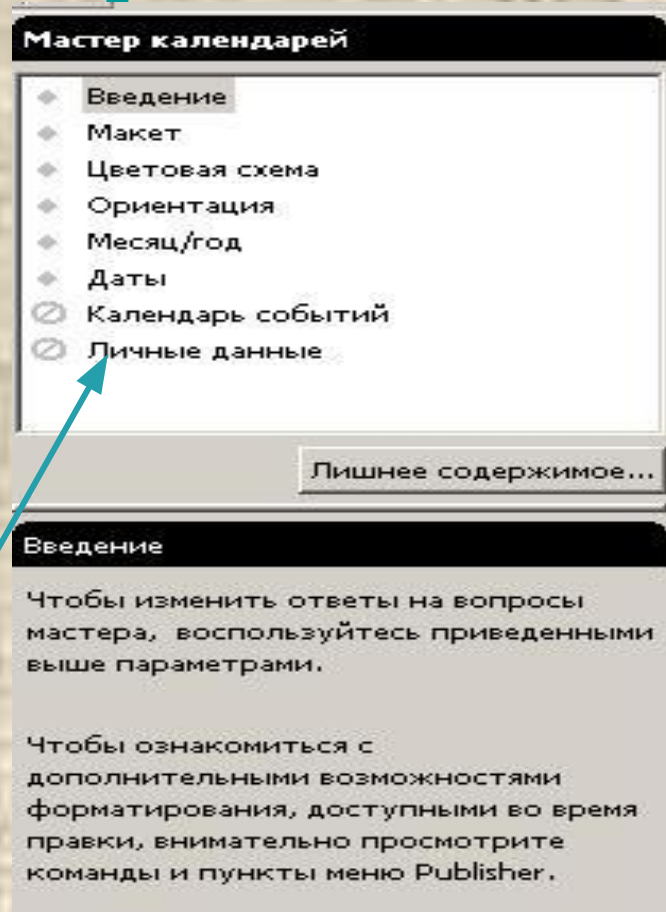 Мастер календарей
Введение
Макет
Цветовая схема
Ориентация
Месяц/год
Даты
Календарь событий
Личные данные
Лишнее содержимое...
Введение
Чтобы изменить ответы на вопросы
мастера, воспользуйтесь приведенными
выше параметрами.
Чтобы ознакомиться с
дополнительными возможностями
форматирования, доступными во время
правки, внимательно просмотрите
команды и пункты меню Publisher.